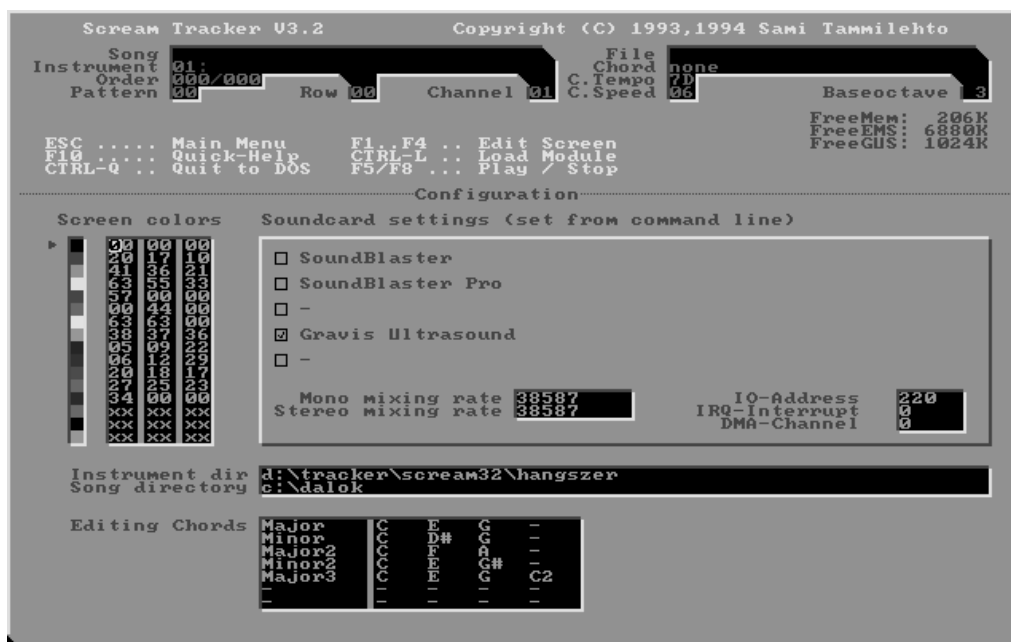 Scream Tracker V3.2 Copyright (C) 1993,1994 Sami Tammilehto
Song File
Instrument 01: Chord none
Order 000/000 C.Tempo 7D
Pattern 00 Row 00 Channel 01 C.Speed 06 Baseoctave 3
FreeMem: 206K
FreeEMS: 6880K
FreeGUS: 1024K
ESC ..... Main Menu F1..F4 .. Edit Screen
F10 ..... Quick-Help CTRL-L .. Load Module
CTRL-Q .. Quit to DOS F5/F8 ... Play / Stop
Configuration
Screen colors Soundcard settings (set from command line)
00 00 00
20 17 10
41 36 21
63 55 33
57 00 00
00 44 00
63 63 00
38 37 36
05 09 22
06 12 29
20 18 17
27 25 23
34 00 00
xx xx xx
xx xx xx
xx xx xx
SoundBlaster
SoundBlaster Pro
-
Gravis Ultrasound
-
Mono mixing rate 38587 IO-Address 220
Stereo mixing rate 38587 IRQ-Interrupt 0
DMA-Channel 0
Instrument dir d:\tracker\scream32\hangszer
Song directory c:\dalok
Editing Chords Major C E G -
Minor C D# G -
Major2 C F A -
Minor2 C E G# -
Major3 C E G C2
- - - - -
- - - - -